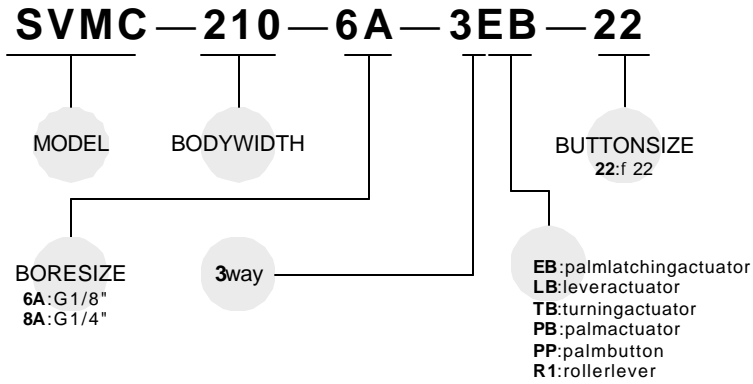 SVMC — 210 — 6A — 3EB — 22
MODEL
BODYWIDTH
BUTTONSIZE
22:f 22
BORESIZE
6A:G1/8"
8A:G1/4"
3way
EB:palmlatchingactuator
LB:leveractuator
TB:turningactuator
PB:palmactuator
PP:palmbutton
R1:rollerlever